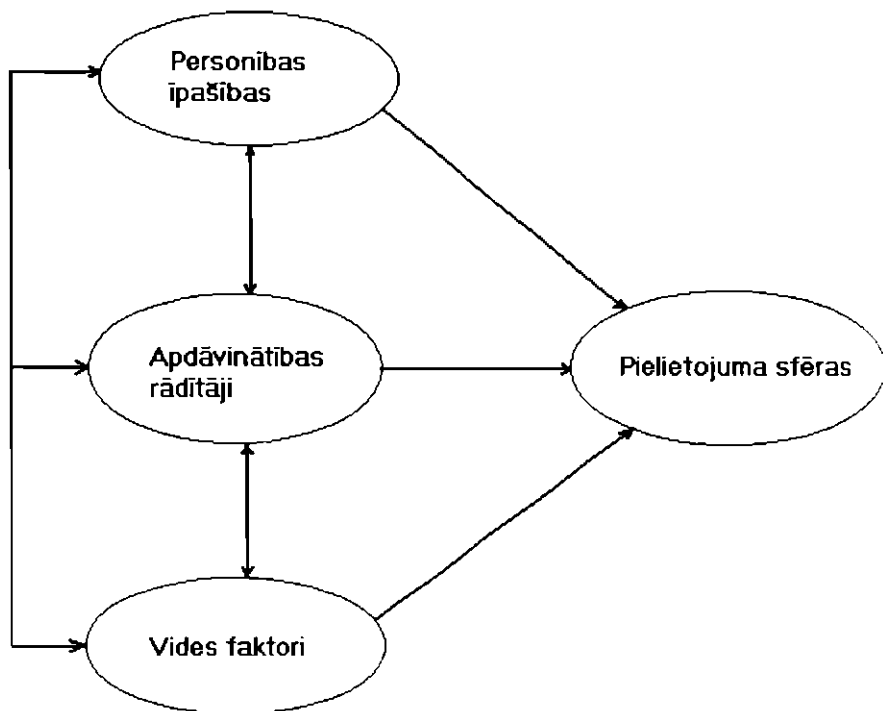 Personības
īpašības
Apdāvinātības
rādītāji
Pielietojuma sfēras
Vides faktori